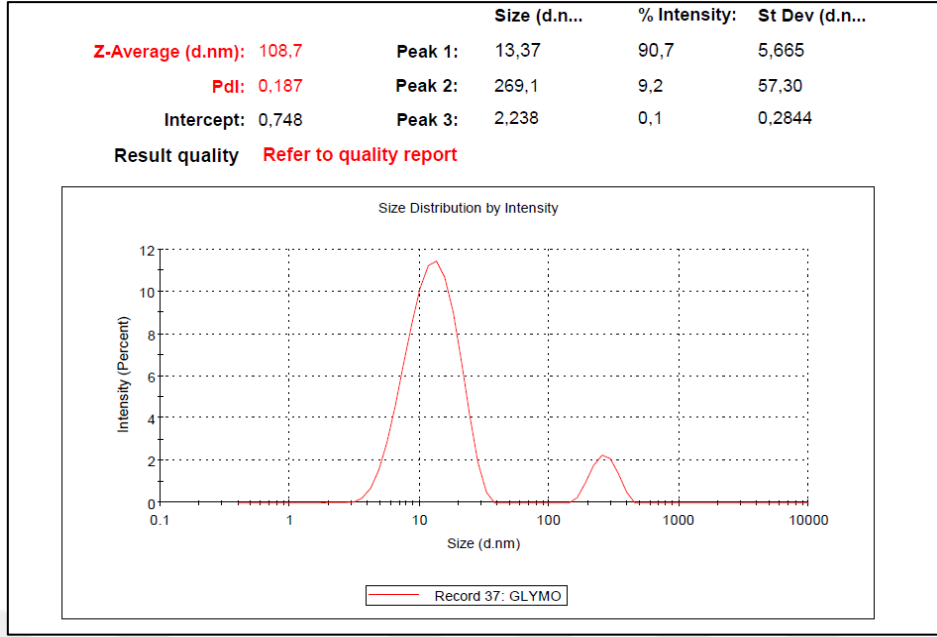 Size (d.n... % Intensity: St Dev (d.n...
Z-Average (d.nm): 108,7 Peak 1: 13,37 90,7 5,665
PdI: 0,187 Peak 2: 269,1 9,2 57,30
Intercept: 0,748 Peak 3: 2,238 0,1 0,2844
Result quality Refer to quality report
Size Distribution by Intensity
12
10
8
6
4
2
0
Intensity (Percent)
0.1 1 10 100 1000 10000
Size (d.nm)
Record 37: GLYMO